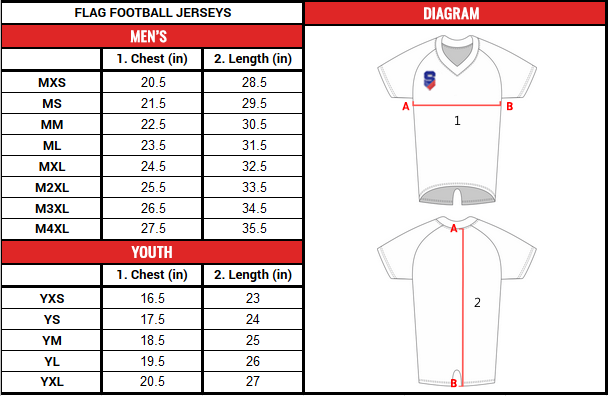 FLAG FOOTBALL JERSEYS
MEN'S
1. Chest (in) 2. Length (in)
MXS 20.5 28.5
MS 21.5 29.5
MM 22.5 30.5
ML 23.5 31.5
MXL 24.5 32.5
M2XL 25.5 33.5
M3XL 26.5 34.5
M4XL 27.5 35.5
YOUTH
1. Chest (in) 2. Length (in)
YXS 16.5 23
YS 17.5 24
YM 18.5 25
YL 19.5 26
YXL 20.5 27
DIAGRAM
S
A B
1
A
2
B